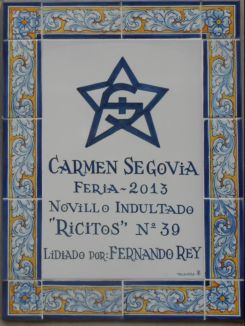 CARMEN SEGOVIA
FERIA-2013
NOVILLO INDULTADO
"RICITOS" Nº 39
LIDIADO POR: FERNANDO REY